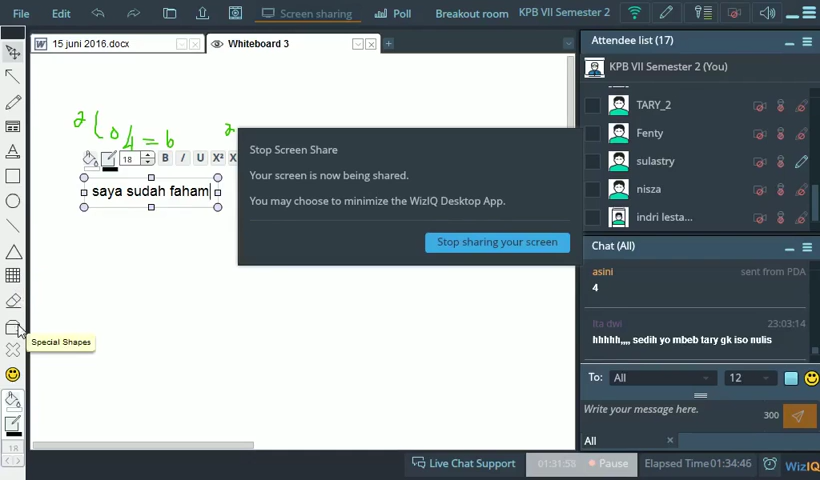 File Edit Screen sharing Poll Breakout room KPB VII Semester 2
15 juni 2016.docx Whiteboard 3
Attendee list (17)
KPB VII Semester 2 (You)
TARY_2
Fenty
sulastry
nisza
indri lesta...
4 = 6
2
18 B I U X² X
saya sudah faham
Stop Screen Share
Your screen is now being shared.
You may choose to minimize the WizIQ Desktop App.
Stop sharing your screen
Special Shapes
18
Chat (All)
asini sent from PDA
4
Ita dwi 23:03:14
hhhhh,,,, sedih yo mbeb tary gk iso nulis
To: All 12
Write your message here. 300
All
Live Chat Support 01:31:58 Pause Elapsed Time 01:34:46 WizIQ